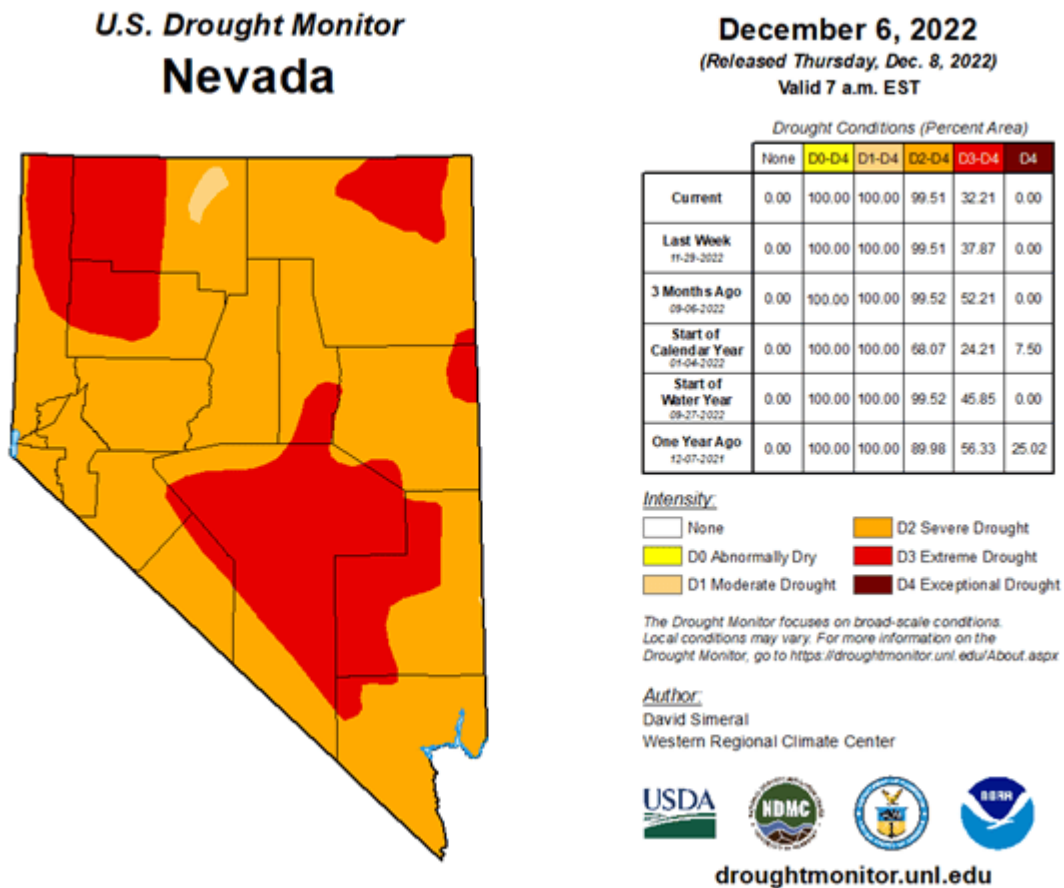 U.S. Drought Monitor
Nevada
December 6, 2022
(Released Thursday, Dec. 8, 2022)
Valid 7 a.m. EST
Drought Conditions (Percent Area)
None D0-D4 D1-D4 D2-D4 D3-D4 D4
Current 0.00 100.00 100.00 99.51 32.21 0.00
Last Week
11-29-2022 0.00 100.00 100.00 99.51 37.87 0.00
3 Months Ago
09-06-2022 0.00 100.00 100.00 99.52 52.21 0.00
Start of
Calendar Year
01-04-2022 0.00 100.00 100.00 68.07 24.21 7.50
Start of
Water Year
09-27-2022 0.00 100.00 100.00 99.52 45.85 0.00
One Year Ago
12-07-2021 0.00 100.00 100.00 89.98 56.33 25.02
Intensity:
None
D0 Abnormally Dry
D1 Moderate Drought
D2 Severe Drought
D3 Extreme Drought
D4 Exceptional Drought
The Drought Monitor focuses on broad-scale conditions.
Local conditions may vary. For more information on the
Drought Monitor, go to https://droughtmonitor.unl.edu/About.aspx
Author:
David Simeral
Western Regional Climate Center
USDA
NDMC
NOAA
droughtmonitor.unl.edu